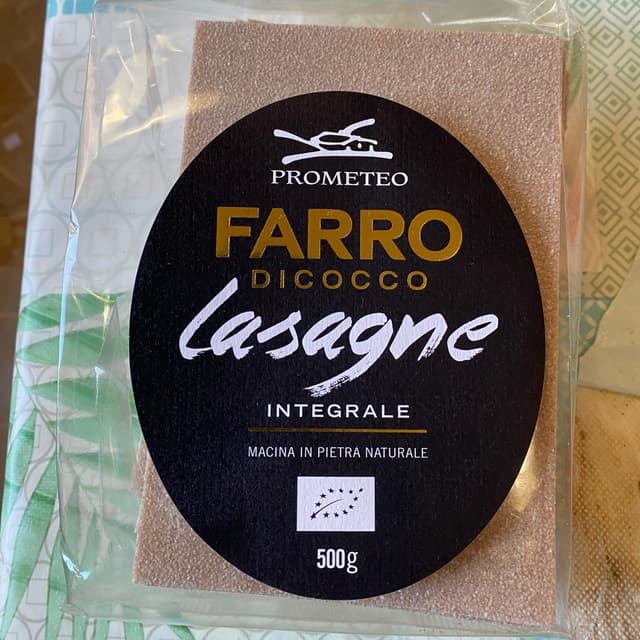 PROMETEO
FARRO
DICOCCO
lasagne
INTEGRALE
MACINA IN PIETRA NATURALE
500g